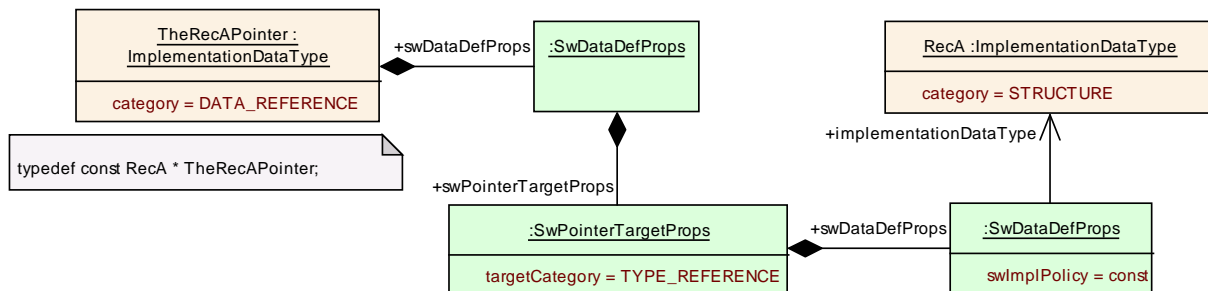 TheRecAPointer :
ImplementationDataType
category = DATA_REFERENCE
+swDataDefProps
:SwDataDefProps
RecA :ImplementationDataType
category = STRUCTURE
+implementationDataType
typedef const RecA * TheRecAPointer;
+swPointerTargetProps
:SwPointerTargetProps
targetCategory = TYPE_REFERENCE
+swDataDefProps
:SwDataDefProps
swImplPolicy = const